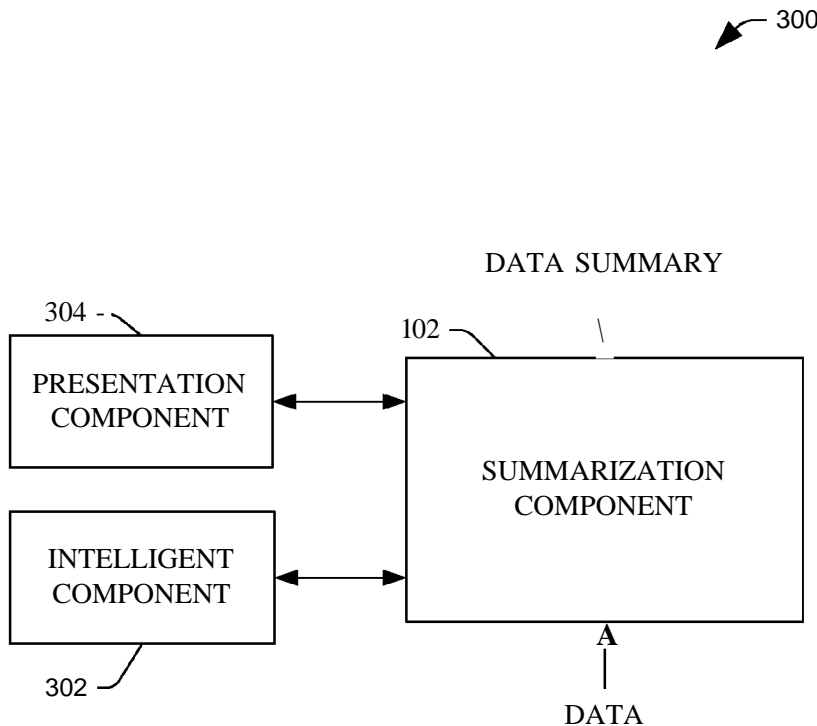 300
DATA SUMMARY
304 -
102
PRESENTATION
COMPONENT
SUMMARIZATION
COMPONENT
INTELLIGENT
COMPONENT
302
A
DATA